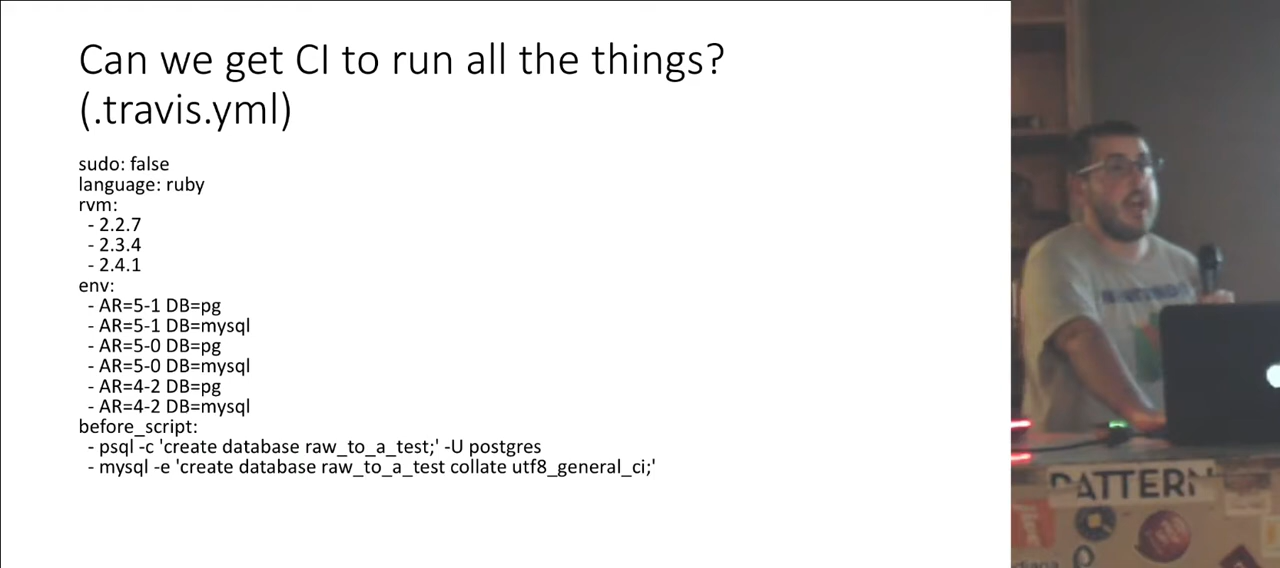 Can we get CI to run all the things?
(.travis.yml)
sudo: false
language: ruby
rvm:
- 2.2.7
- 2.3.4
- 2.4.1
env:
- AR=5-1 DB=pg
- AR=5-1 DB=mysql
- AR=5-0 DB=pg
- AR=5-0 DB=mysql
- AR=4-2 DB=pg
- AR=4-2 DB=mysql
before_script:
- psql -c 'create database raw_to_a_test;' -U postgres
- mysql -e 'create database raw_to_a_test collate utf8_general_ci;'
PATTERN